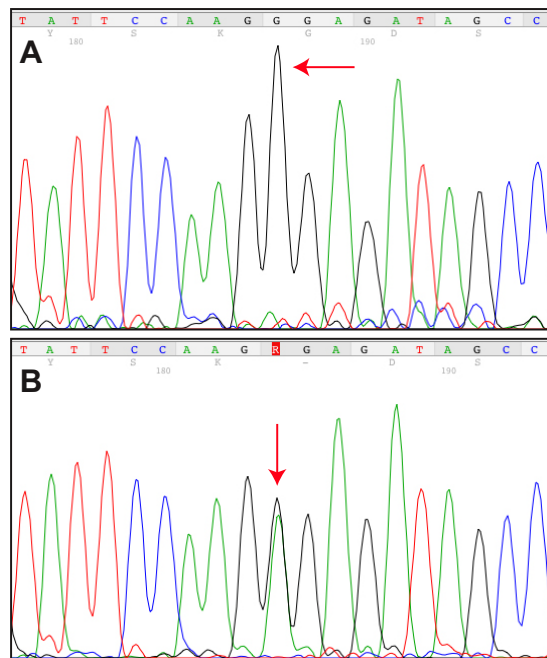 T A T T C C A A G G G A G A T A G C C
Y S K G D S
180 190
A
T A T T C C A A G R G A G A T A G C C
Y S K - D S
180 190
B